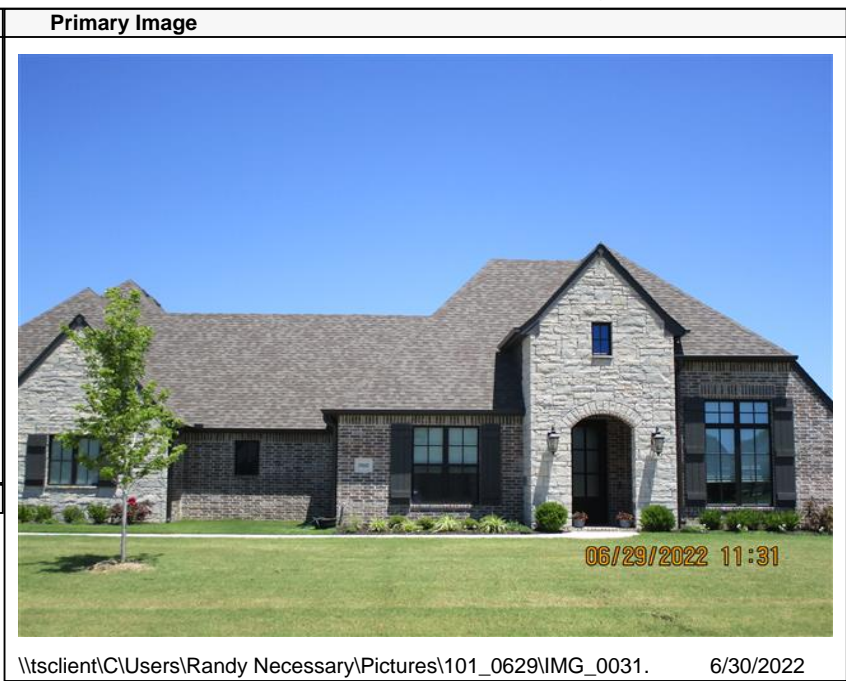 Primary Image
06/29/2022 11:31
\\tsclient\C\Users\Randy Necessary\Pictures\101_0629\IMG_0031. 6/30/2022